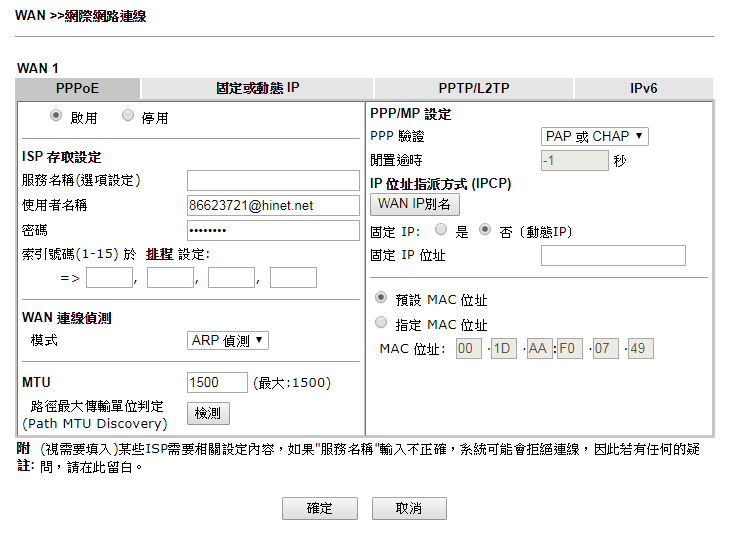 WAN >>網際網路連線
WAN 1
PPPoE
固定或動態 IP
PPTP/L2TP
IPv6
啟用 停用
ISP 存取設定
服務名稱(選項設定)
使用者名稱 86623721@hinet.net
密碼 ••••••••
索引號碼(1-15) 於 排程 設定:
=> , , ,
WAN 連線偵測
模式 ARP 偵測 ▼
MTU 1500 (最大:1500)
路徑最大傳輸單位判定
(Path MTU Discovery) 檢測
PPP/MP 設定
PPP 驗證 PAP 或 CHAP ▼
閒置逾時 -1 秒
IP 位址指派方式 (IPCP)
WAN IP別名
固定 IP: 是 否〔動態IP〕
固定 IP 位址
預設 MAC 位址
指定 MAC 位址
MAC 位址: 00 ·1D ·AA :F0 ·07 ·49
附 (視需要填入)某些ISP需要相關設定內容，如果"服務名稱"輸入不正確，系統可能會拒絕連線，因此若有任何的疑
註: 問，請在此留白。
確定 取消